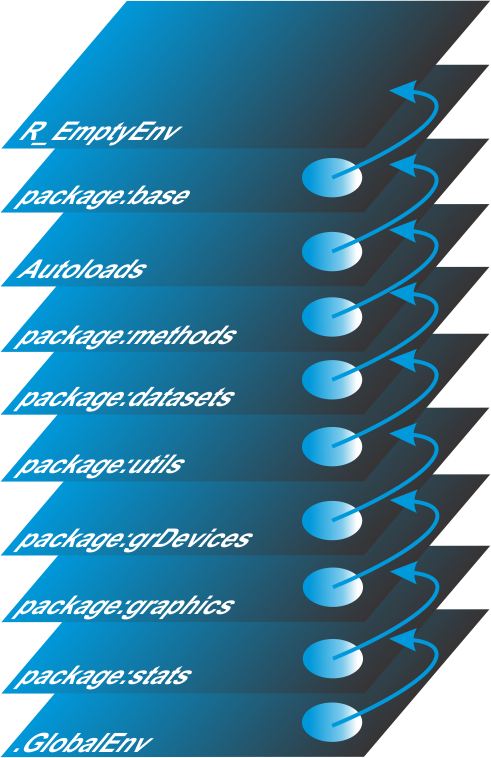 R_EmptyEnv
package:base
Autoloads
package:methods
package:datasets
package:utils
package:grDevices
package:graphics
package:stats
.GlobalEnv